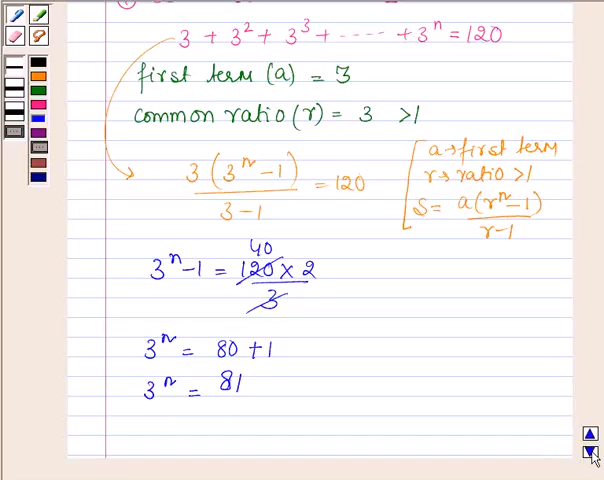 3 + 3² + 3³ + ----- + 3ⁿ = 120
first term (a) = 3
common ratio (r) = 3 >1
3(3ⁿ-1)/3-1 = 120
a→first term
r→ratio >1
S = a(rⁿ-1)/r-1
40
3ⁿ-1 = 120 × 2/3
3ⁿ = 80 + 1
3ⁿ = 81